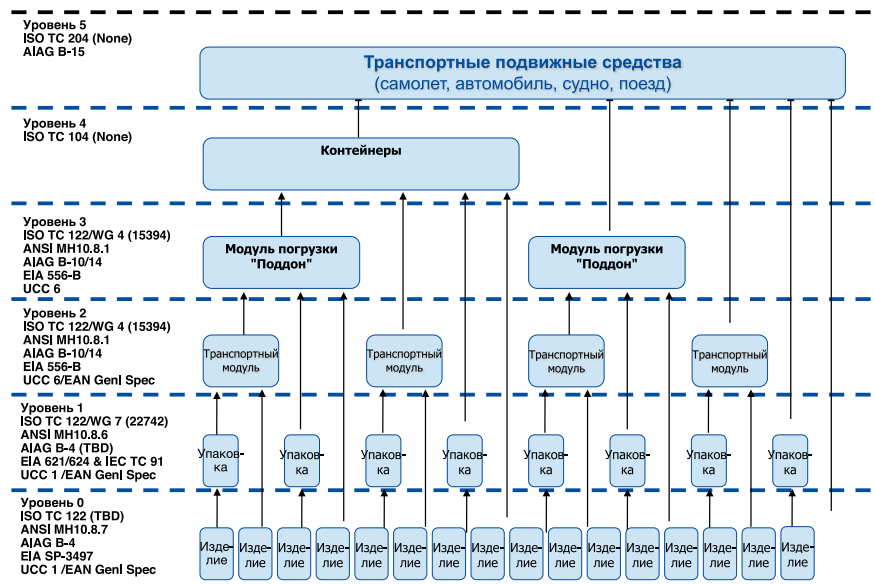 Уровень 5
ISO TC 204 (None)
AIAG B-15
Транспортные подвижные средства
(самолет, автомобиль, судно, поезд)
Уровень 4
ISO TC 104 (None)
Контейнеры
Уровень 3
ISO TC 122/WG 4 (15394)
ANSI MH10.8.1
AIAG B-10/14
EIA 556-B
UCC 6
Модуль погрузки
"Поддон"
Модуль погрузки
"Поддон"
Уровень 2
ISO TC 122/WG 4 (15394)
ANSI MH10.8.1
AIAG B-10/14
EIA 556-B
UCC 6/EAN Genl Spec
Транспортный
модуль
Транспортный
модуль
Транспортный
модуль
Транспортный
модуль
Уровень 1
ISO TC 122/WG 7 (22742)
ANSI MH10.8.6
AIAG B-4 (TBD)
EIA 621/624 & IEC TC 91
UCC 1 /EAN Genl Spec
Упаков-
ка
Упаков-
ка
Упаков-
ка
Упаков-
ка
Упаков-
ка
Упаков-
ка
Упаков-
ка
Упаков-
ка
Уровень 0
ISO TC 122 (TBD)
ANSI MH10.8.7
AIAG B-4
EIA SP-3497
UCC 1 /EAN Genl Spec
Изде-
лие
Изде-
лие
Изде-
лие
Изде-
лие
Изде-
лие
Изде-
лие
Изде-
лие
Изде-
лие
Изде-
лие
Изде-
лие
Изде-
лие
Изде-
лие
Изде-
лие
Изде-
лие
Изде-
лие
Изде-
лие